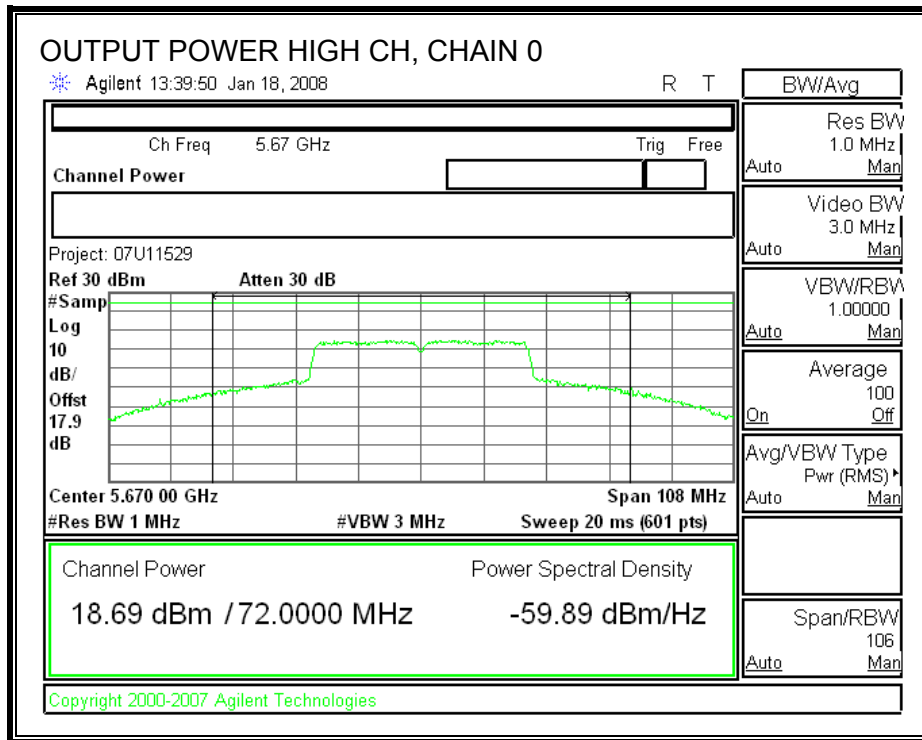 OUTPUT POWER HIGH CH, CHAIN 0
Agilent 13:39:50 Jan 18, 2008 R T
BW/Avg
Ch Freq 5.67 GHz Trig Free
Channel Power
Res BW
1.0 MHz
Auto Man
Video BW
3.0 MHz
Auto Man
Project: 07U11529
Ref 30 dBm Atten 30 dB
#Samp
Log
10
dB/
Offst
17.9
dB
VBW/RBW
1.00000
Auto Man
Average
100
On Off
Avg/VBW Type
Pwr (RMS)
Auto Man
Center 5.670 00 GHz Span 108 MHz
#Res BW 1 MHz #VBW 3 MHz Sweep 20 ms (601 pts)
Channel Power Power Spectral Density
18.69 dBm / 72.0000 MHz -59.89 dBm/Hz
Span/RBW
106
Auto Man
Copyright 2000-2007 Agilent Technologies